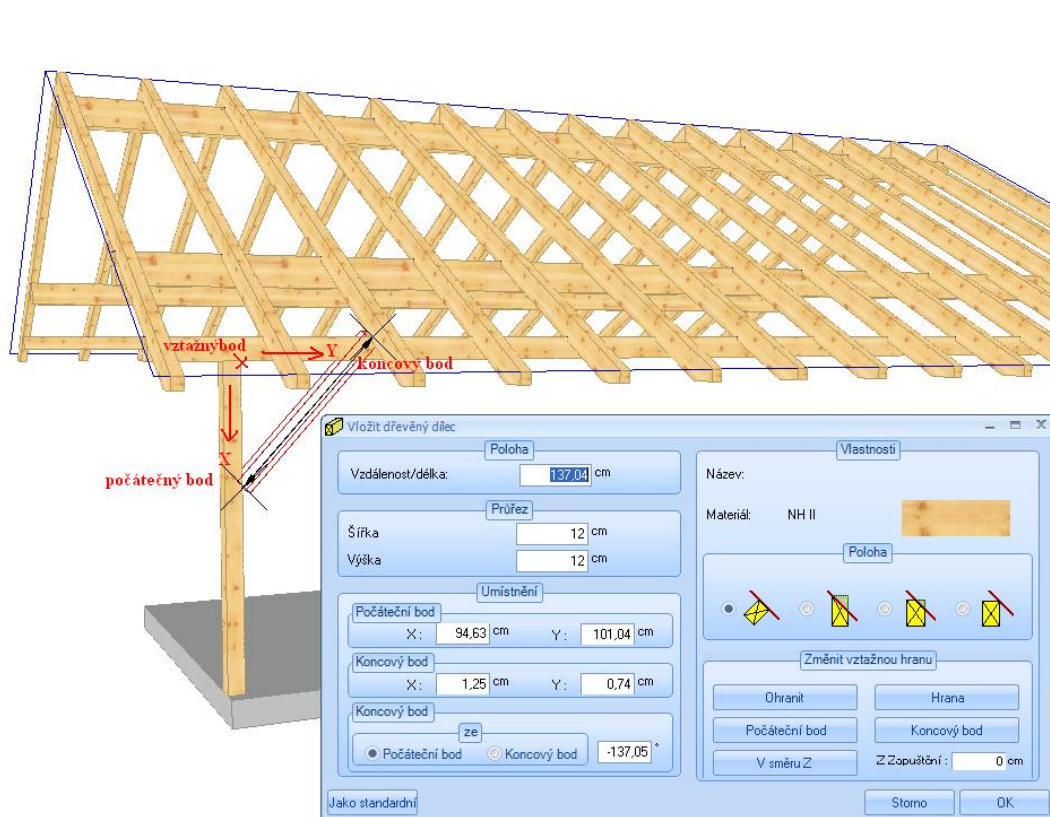 vztažnýbod
Y
koncový bod
X
počátečný bod
Vložit dřevěný dílec
Poloha
Vzdálenost/délka: 137,04 cm
Průřez
Šířka 12 cm
Výška 12 cm
Umístnění
Počáteční bod
X: 94,63 cm Y: 101,04 cm
Koncový bod
X: 1,25 cm Y: 0,74 cm
Koncový bod
ze
Počáteční bod Koncový bod -137,05 °
Jako standardní
Vlastnosti
Název:
Materiál: NH II
Poloha
Změnit vztažnou hranu
Ohranit Hrana
Počáteční bod Koncový bod
V směru Z Z Zapuštění : 0 cm
Storno OK